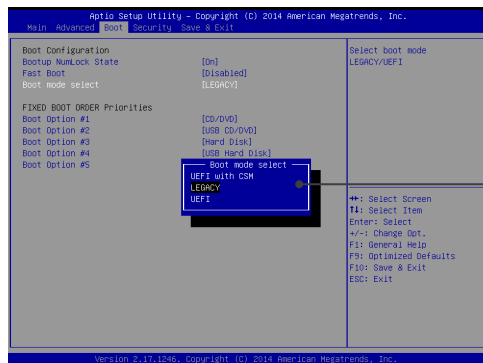 Aptio Setup Utility – Copyright (C) 2014 American Megatrends, Inc.
Main Advanced Boot Security Save & Exit
Boot Configuration
Bootup NumLock State [On]
Fast Boot [Disabled]
Boot mode select [LEGACY]
FIXED BOOT ORDER Priorities
Boot Option #1 [CD/DVD]
Boot Option #2 [USB CD/DVD]
Boot Option #3 [Hard Disk]
Boot Option #4 [USB Hard Disk]
Boot Option #5
Boot mode select
UEFI with CSM
LEGACY
UEFI
Select boot mode
LEGACY/UEFI
↔: Select Screen
↑↓: Select Item
Enter: Select
+/-: Change Opt.
F1: General Help
F9: Optimized Defaults
F10: Save & Exit
ESC: Exit
Version 2.17.1246. Copyright (C) 2014 American Megatrends, Inc.